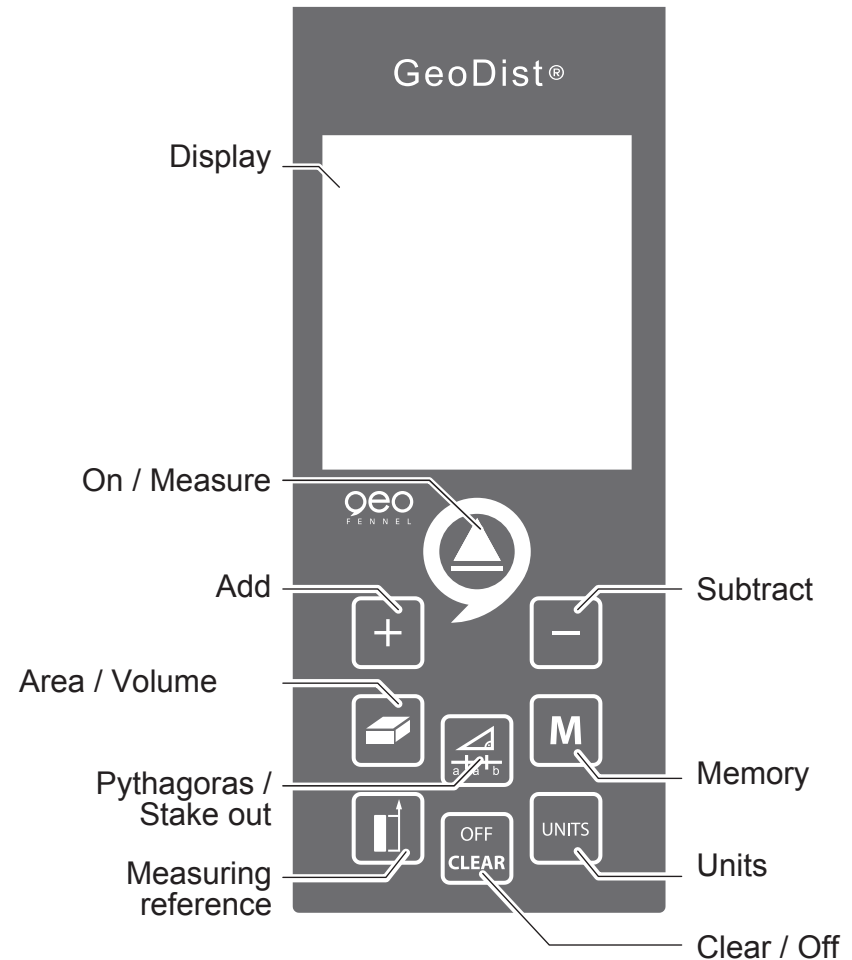 GeoDist®
Display
On / Measure
geo
FENNEL
Add
Subtract
+
−
Area / Volume
M
a a b
Pythagoras /
Stake out
Memory
OFF
CLEAR
UNITS
Measuring
reference
Units
Clear / Off